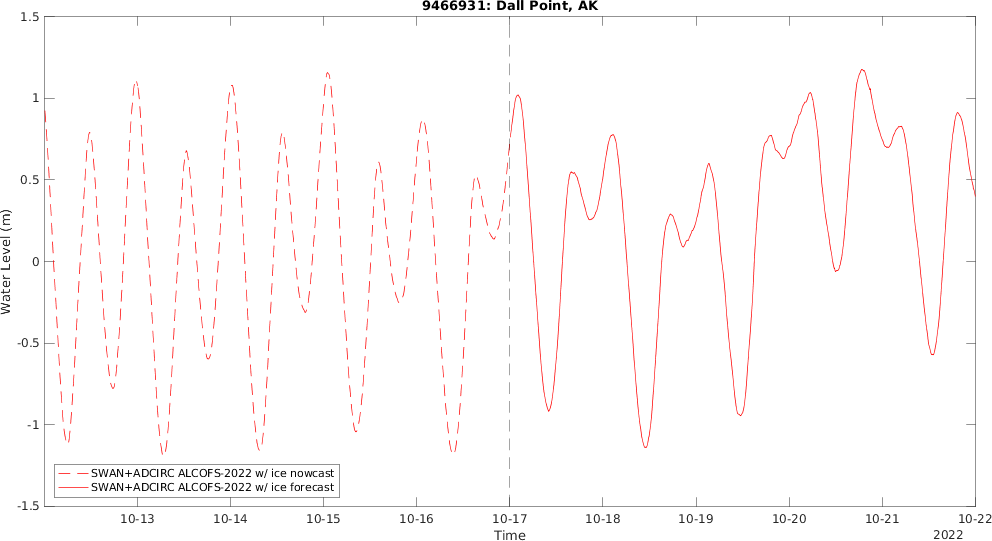 9466931: Dall Point, AK
1.5
1
0.5
0
-0.5
-1
-1.5
Water Level (m)
SWAN+ADCIRC ALCOFS-2022 w/ ice nowcast
SWAN+ADCIRC ALCOFS-2022 w/ ice forecast
10-13 10-14 10-15 10-16 10-17 10-18 10-19 10-20 10-21 10-22
Time
2022